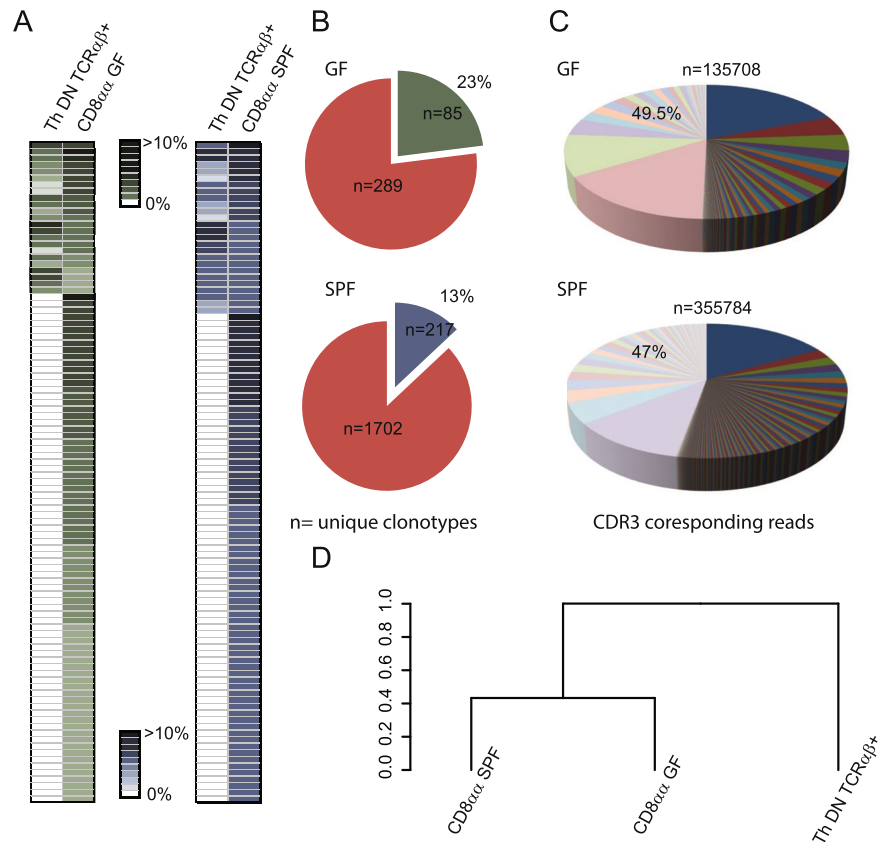 A
Th DN TCRαβ+
CD8αα GF
>10%
0%
Th DN TCRαβ+
CD8αα SPF
>10%
0%
B
GF
23%
n=85
n=289
SPF
13%
n=217
n=1702
n= unique clonotypes
C
GF
n=135708
49.5%
SPF
n=355784
47%
CDR3 coresponding reads
D
1.0
0.8
0.6
0.4
0.2
0.0
CD8αα SPF
CD8αα GF
Th DN TCRαβ+